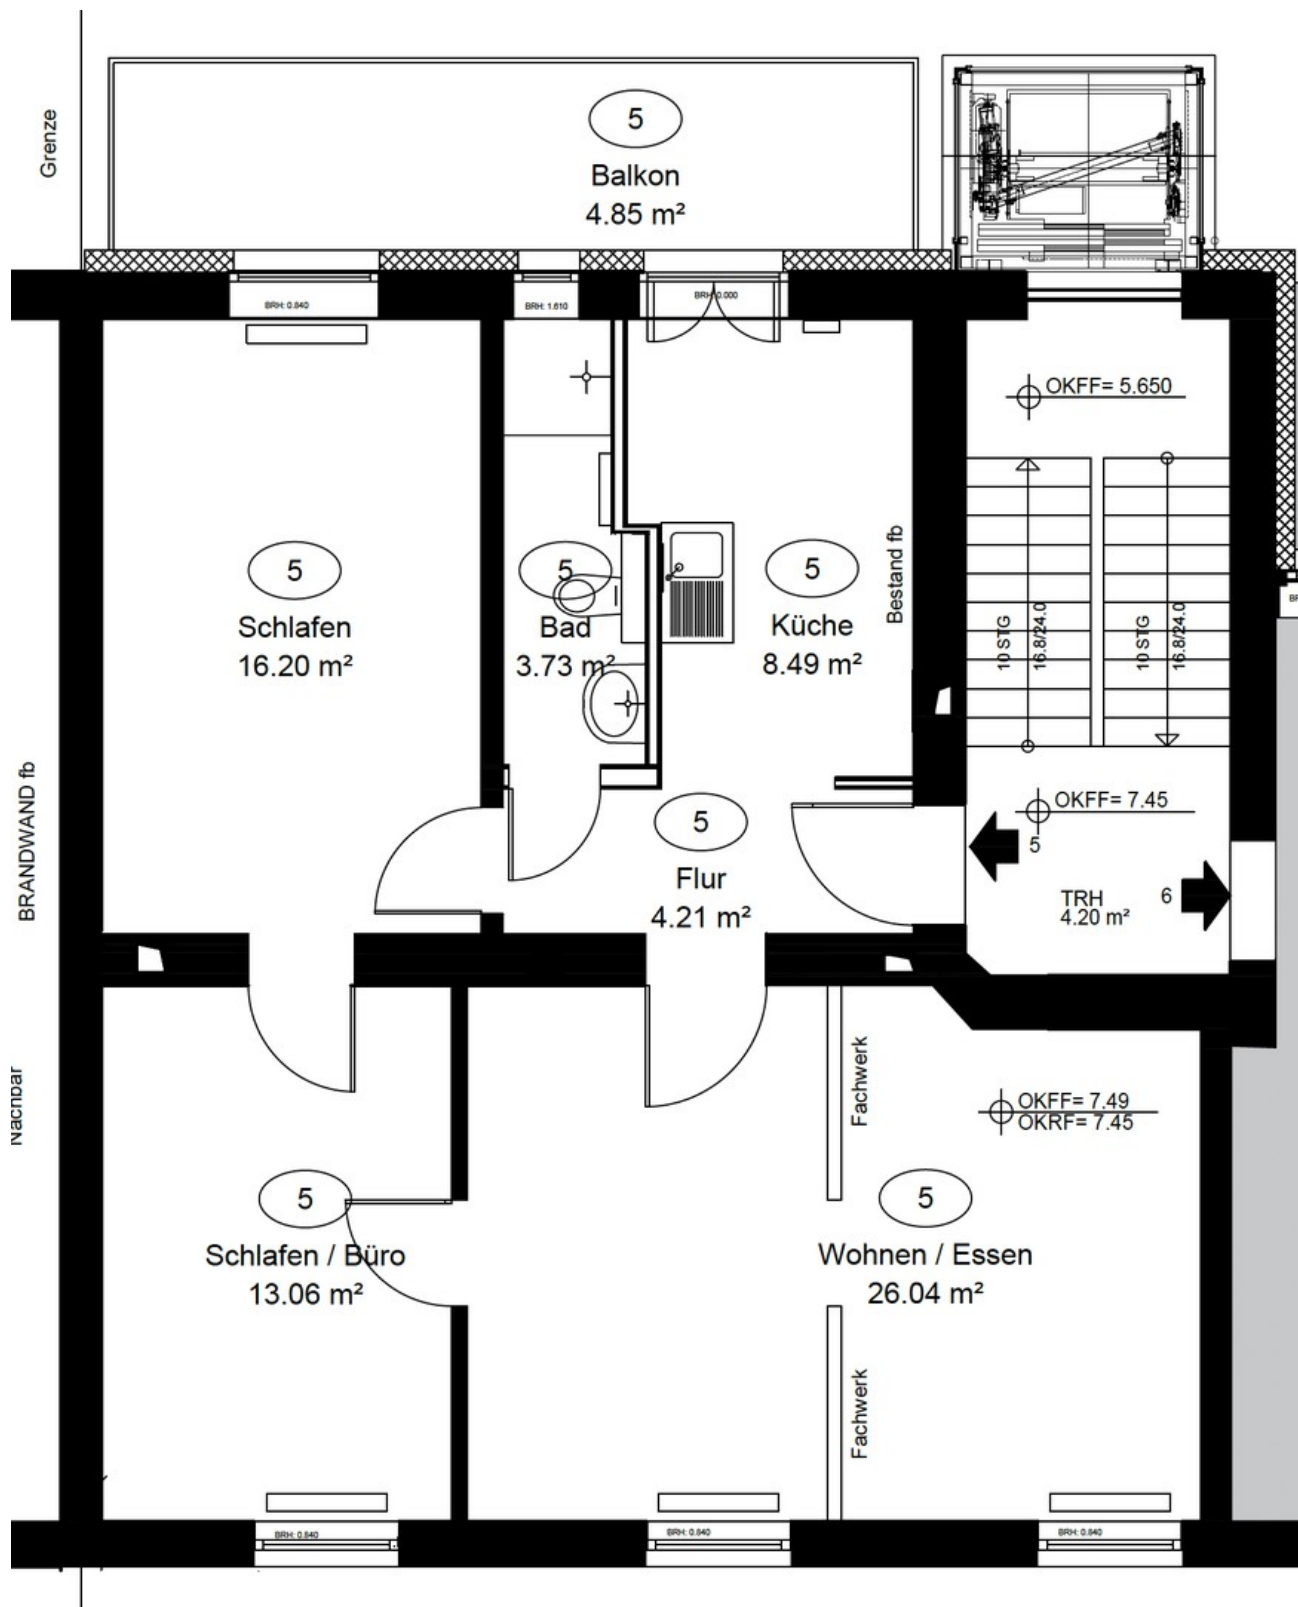 Grenze
5
Balkon
4.85 m²
BRH: 0.840
BRH: 1.610
BRH: 0.000
OKFF= 5.650
5
Schlafen
16.20 m²
5
Bad
3.73 m²
5
Küche
8.49 m²
Bestand fb
10 STG
16.8/24.0
10 STG
16.8/24.0
BRANDWAND fb
5
Flur
4.21 m²
OKFF= 7.45
5
TRH
4.20 m²
6
Nachbar
Fachwerk
OKFF= 7.49
OKRF= 7.45
5
Schlafen / Büro
13.06 m²
5
Wohnen / Essen
26.04 m²
Fachwerk
BRH: 0.840
BRH: 0.840
BRH: 0.840